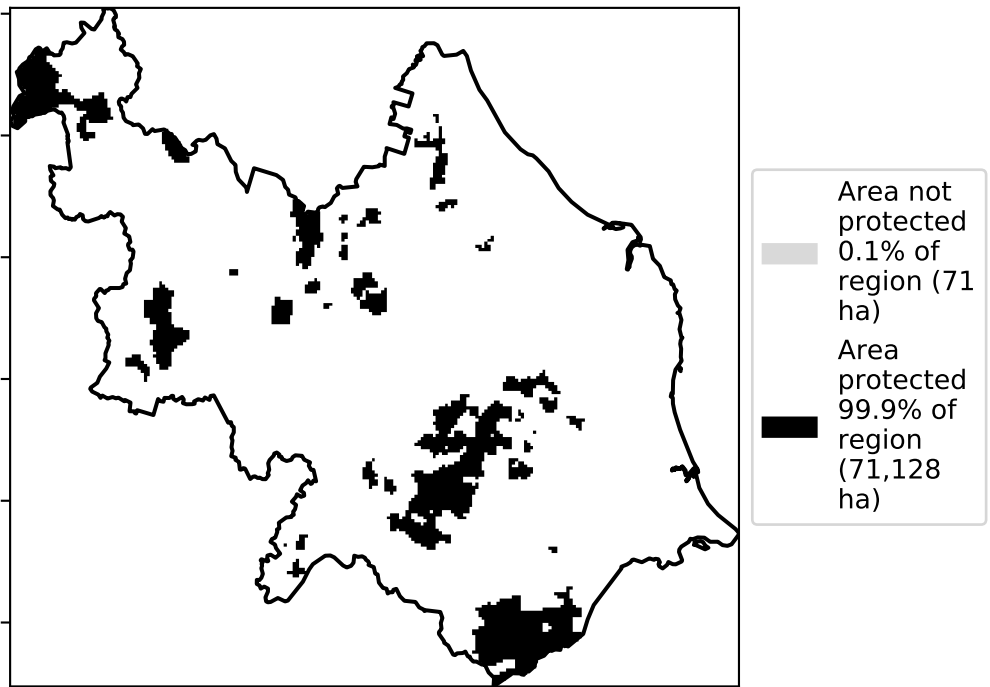 Area not
protected
0.1% of
region (71
ha)
Area
protected
99.9% of
region
(71,128
ha)